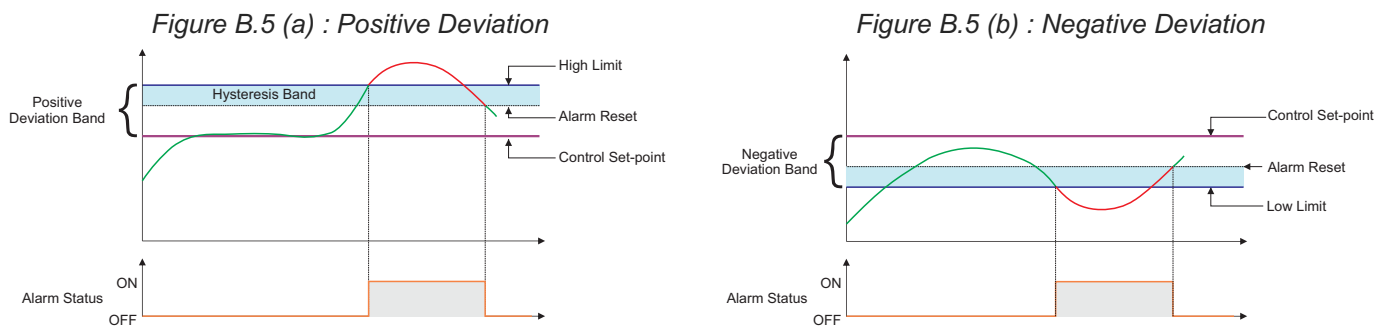 Figure B.5 (a) : Positive Deviation
High Limit
Hysteresis Band
Positive
Deviation Band
Alarm Reset
Control Set-point
ON
Alarm Status
OFF
Figure B.5 (b) : Negative Deviation
Control Set-point
Negative
Deviation Band
Alarm Reset
Low Limit
ON
Alarm Status
OFF